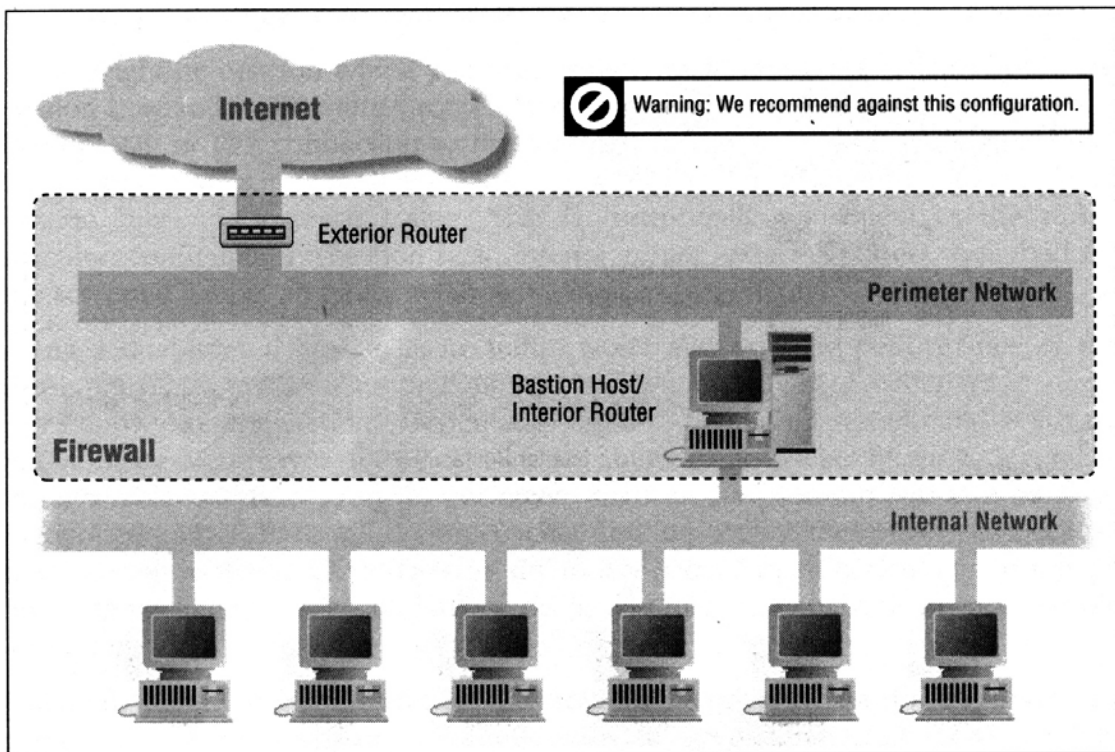 Internet
Warning: We recommend against this configuration.
Exterior Router
Perimeter Network
Bastion Host/
Interior Router
Firewall
Internal Network